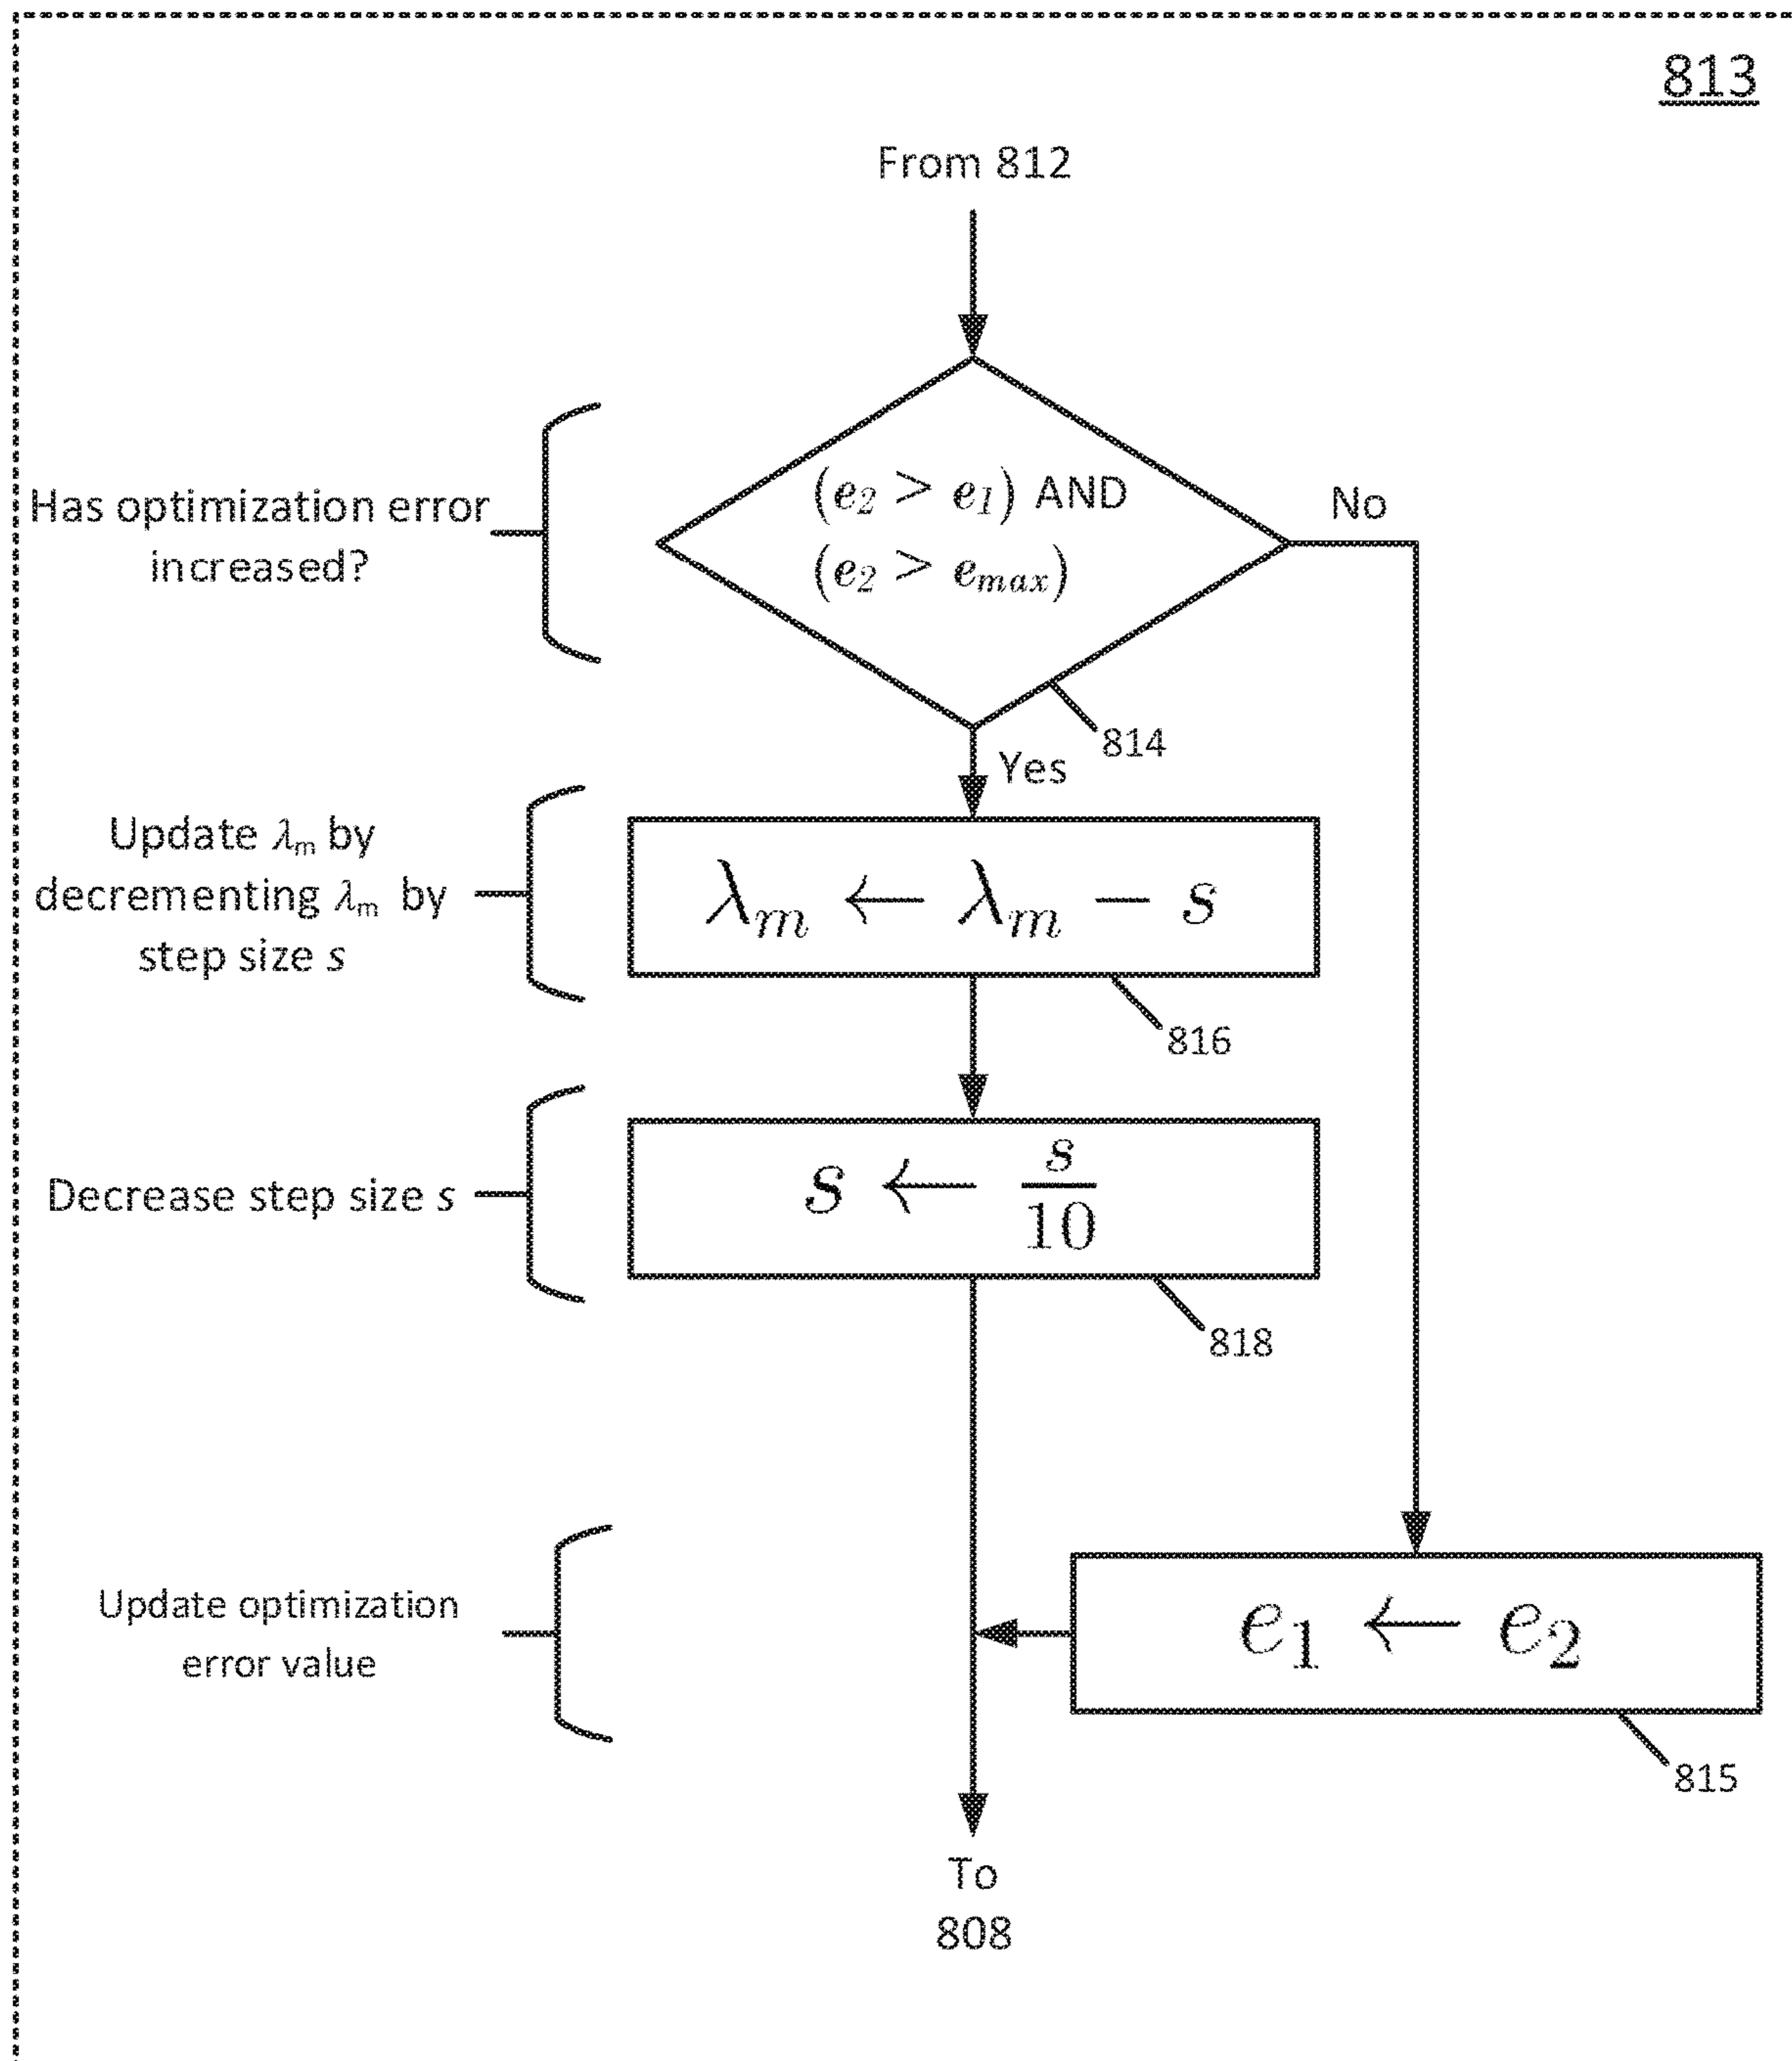 813
From 812
Has optimization error
increased?
(e₂ > e₁) AND
(e₂ > eₘₐₓ)
No
814
Yes
Update λₘ by
decrementing λₘ by
step size s
λₘ ← λₘ − s
816
Decrease step size s
s ← s/10
818
Update optimization
error value
e₁ ← e₂
815
To
808